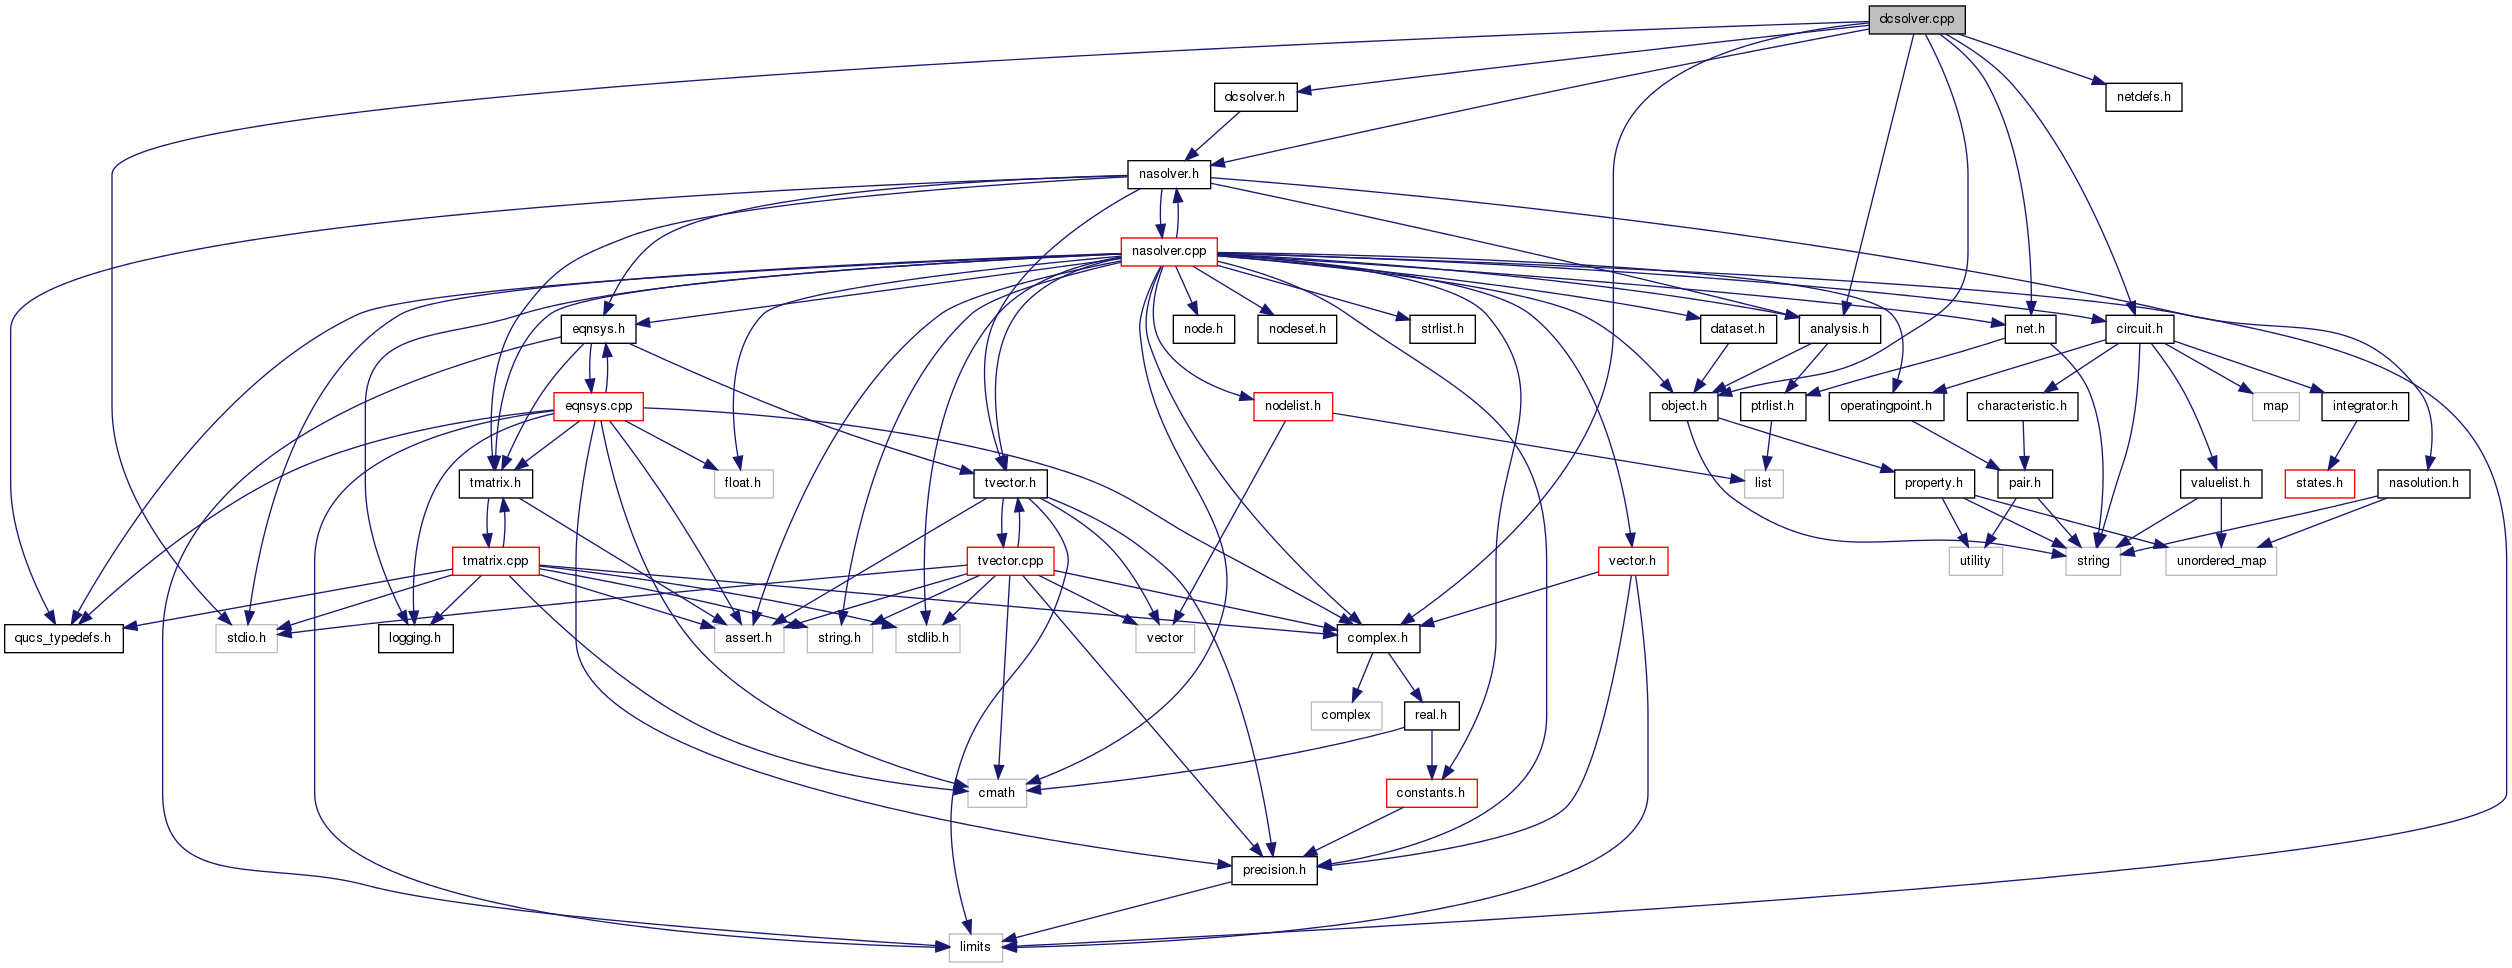 dcsolver.cpp
dcsolver.h
netdefs.h
nasolver.h
nasolver.cpp
eqnsys.h
node.h
nodeset.h
strlist.h
dataset.h
analysis.h
net.h
circuit.h
eqnsys.cpp
nodelist.h
object.h
ptrlist.h
operatingpoint.h
characteristic.h
map
integrator.h
tmatrix.h
float.h
tvector.h
list
property.h
pair.h
valuelist.h
states.h
nasolution.h
tmatrix.cpp
tvector.cpp
vector.h
utility
string
unordered_map
qucs_typedefs.h
stdio.h
logging.h
assert.h
string.h
stdlib.h
vector
complex.h
complex
real.h
cmath
constants.h
precision.h
limits